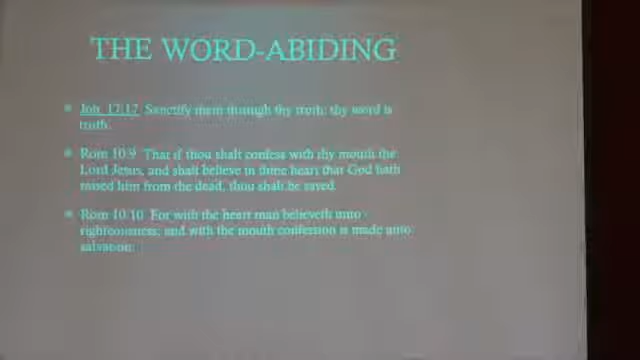 THE WORD-ABIDING
Joh 17:17 Sanctify them through thy truth: thy word is
truth.
Rom 10:9 That if thou shalt confess with thy mouth the
Lord Jesus, and shalt believe in thine heart that God hath
raised him from the dead, thou shalt be saved.
Rom 10:10 For with the heart man believeth unto
righteousness; and with the mouth confession is made unto
salvation.